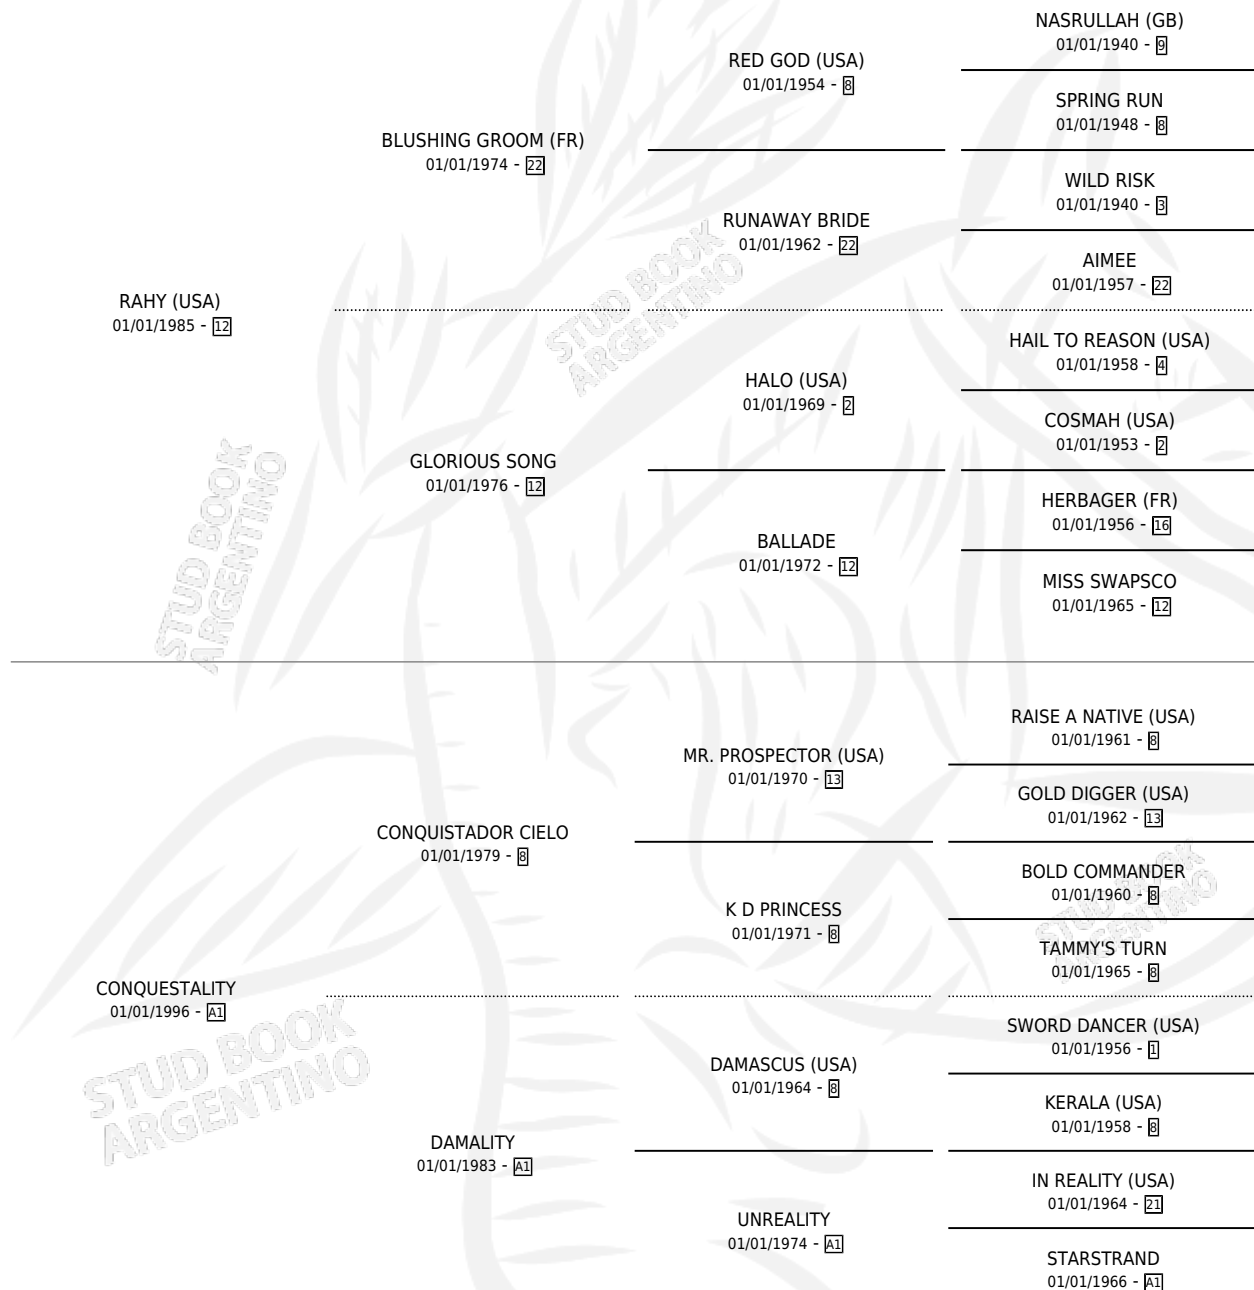 NASRULLAH (GB)
01/01/1940 - 9
RED GOD (USA)
01/01/1954 - 8
SPRING RUN
01/01/1948 - 8
BLUSHING GROOM (FR)
01/01/1974 - 22
WILD RISK
01/01/1940 - 3
RUNAWAY BRIDE
01/01/1962 - 22
AIMEE
01/01/1957 - 22
RAHY (USA)
01/01/1985 - 12
HAIL TO REASON (USA)
01/01/1958 - 4
HALO (USA)
01/01/1969 - 2
COSMAH (USA)
01/01/1953 - 2
GLORIOUS SONG
01/01/1976 - 12
HERBAGER (FR)
01/01/1956 - 16
BALLADE
01/01/1972 - 12
MISS SWAPSCO
01/01/1965 - 12
RAISE A NATIVE (USA)
01/01/1961 - 8
MR. PROSPECTOR (USA)
01/01/1970 - 13
GOLD DIGGER (USA)
01/01/1962 - 13
CONQUISTADOR CIELO
01/01/1979 - 8
BOLD COMMANDER
01/01/1960 - 8
K D PRINCESS
01/01/1971 - 8
TAMMY'S TURN
01/01/1965 - 8
CONQUESTALITY
01/01/1996 - A1
SWORD DANCER (USA)
01/01/1956 - 1
DAMASCUS (USA)
01/01/1964 - 8
KERALA (USA)
01/01/1958 - 8
DAMALITY
01/01/1983 - A1
IN REALITY (USA)
01/01/1964 - 21
UNREALITY
01/01/1974 - A1
STARSTRAND
01/01/1966 - A1
STUD BOOK
ARGENTINO
STUD BOOK
ARGENTINO
STUD BOOK
ARGENTINO
STUD BOOK
ARGENTINO